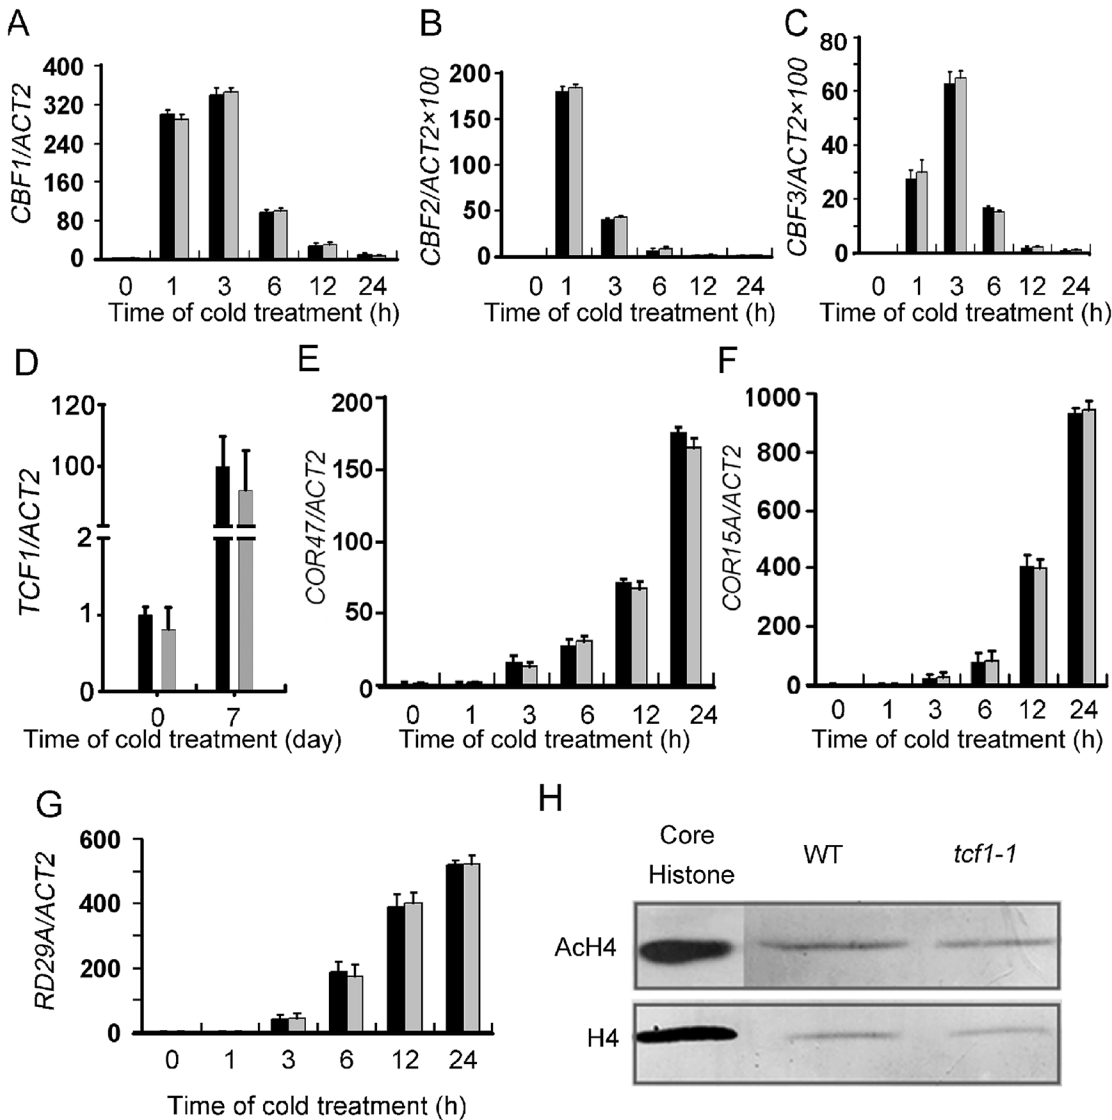 A
CBF1/ACT2
400
320
240
160
80
0
0 1 3 6 12 24
Time of cold treatment (h)
B
CBF2/ACT2×100
200
150
100
50
0
0 1 3 6 12 24
Time of cold treatment (h)
C
CBF3/ACT2×100
80
60
40
20
0
0 1 3 6 12 24
Time of cold treatment (h)
D
TCF1/ACT2
120
100
2
1
0
0 7
Time of cold treatment (day)
E
COR47/ACT2
200
150
100
50
0
0 1 3 6 12 24
Time of cold treatment (h)
F
COR15A/ACT2
1000
800
600
400
200
0
0 1 3 6 12 24
Time of cold treatment (h)
G
RD29A/ACT2
600
400
200
0
0 1 3 6 12 24
Time of cold treatment (h)
H
Core
Histone
WT
tcf1-1
AcH4
H4